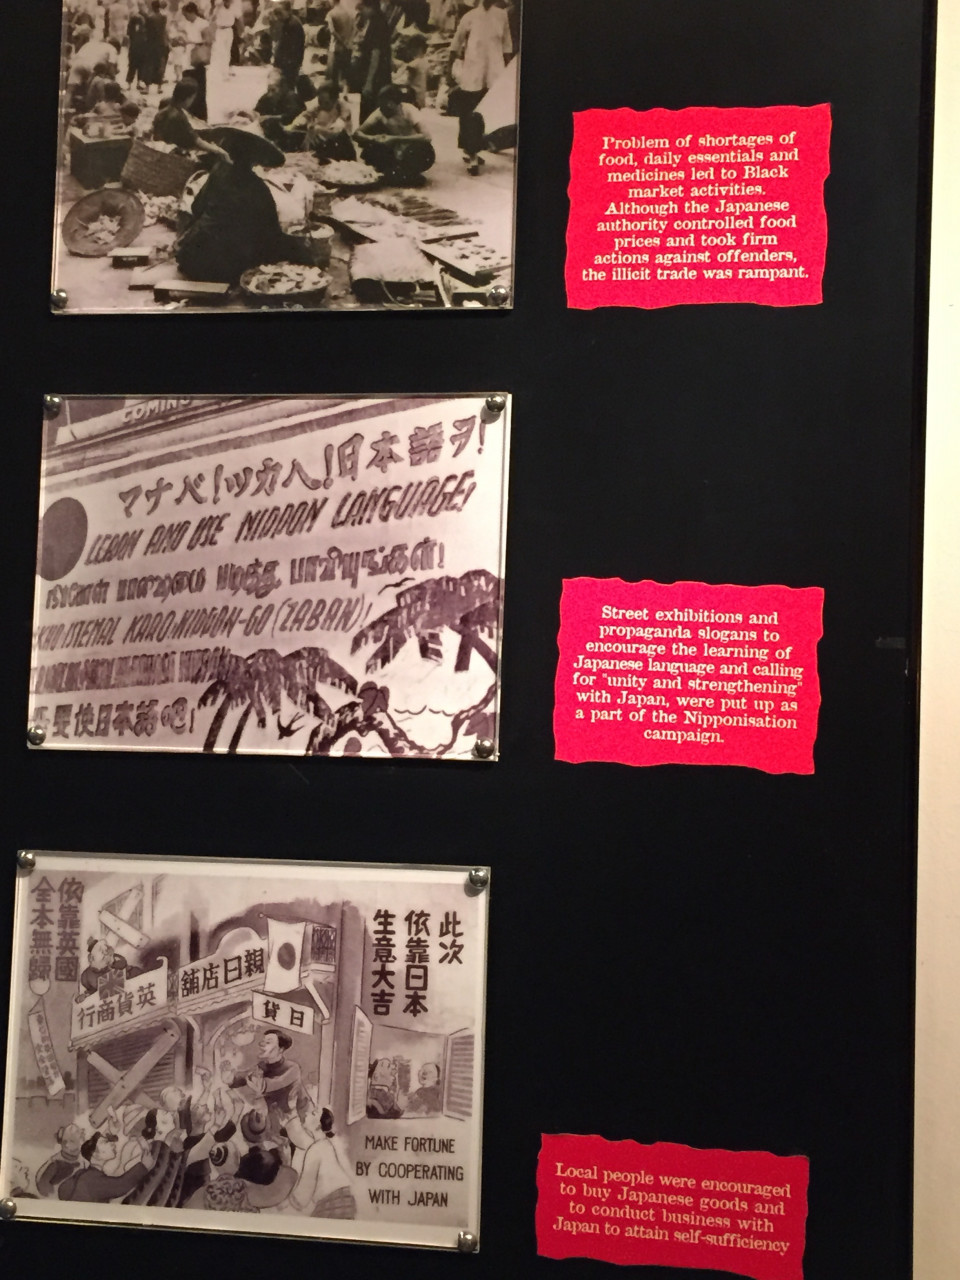 Problem of shortages of
food, daily essentials and
medicines led to Black
market activities.
Although the Japanese
authority controlled food
prices and took firm
actions against offenders,
the illicit trade was rampant.
COMING
マナベ!ツカヘ!日本語ヲ!
LEARN AND USE NIPPON LANGUAGE!
KARO.NIPPON-GO (ZABAN)!
Street exhibitions and
propaganda slogans to
encourage the learning of
Japanese language and calling
for "unity and strengthening"
with Japan, were put up as
a part of the Nipponisation
campaign.
此次
依靠日本
生意大吉
依靠英國
全本無歸
親日店舖
英貨商行
日貨
MAKE FORTUNE
BY COOPERATING
WITH JAPAN
Local people were encouraged
to buy Japanese goods and
to conduct business with
Japan to attain self-sufficiency